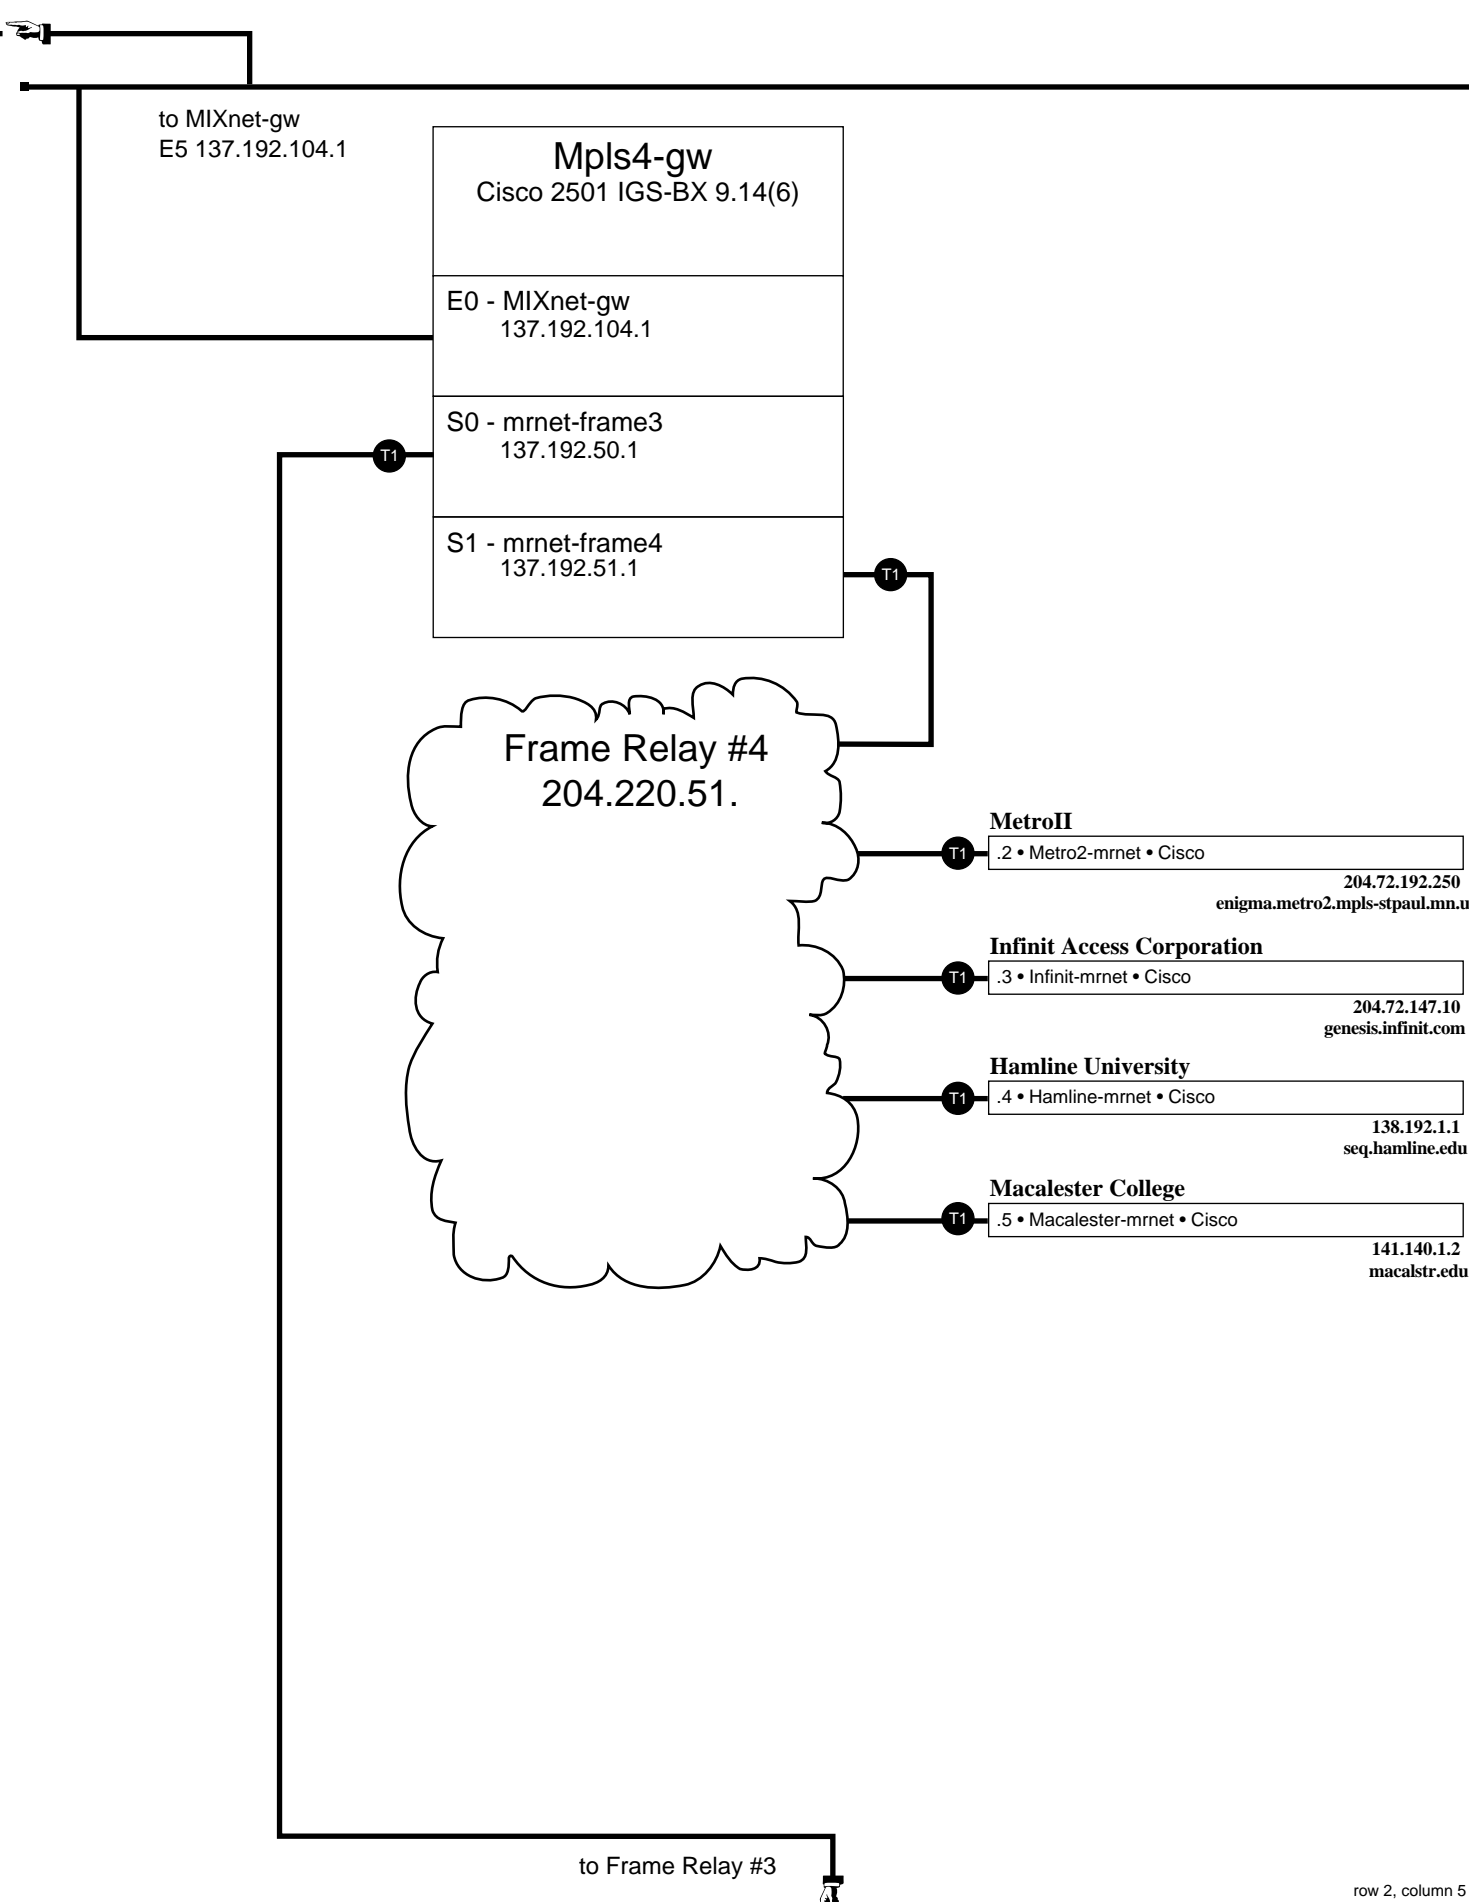 to MIXnet-gw
E5 137.192.104.1
Mpls4-gw
Cisco 2501 IGS-BX 9.14(6)
E0 - MIXnet-gw
137.192.104.1
S0 - mrnet-frame3
137.192.50.1
T1
S1 - mrnet-frame4
137.192.51.1
T1
Frame Relay #4
204.220.51.
MetroII
T1
.2 • Metro2-mrnet • Cisco
204.72.192.250
enigma.metro2.mpls-stpaul.mn.u
Infinit Access Corporation
T1
.3 • Infinit-mrnet • Cisco
204.72.147.10
genesis.infinit.com
Hamline University
T1
.4 • Hamline-mrnet • Cisco
138.192.1.1
seq.hamline.edu
Macalester College
T1
.5 • Macalester-mrnet • Cisco
141.140.1.2
macalstr.edu
to Frame Relay #3
row 2, column 5